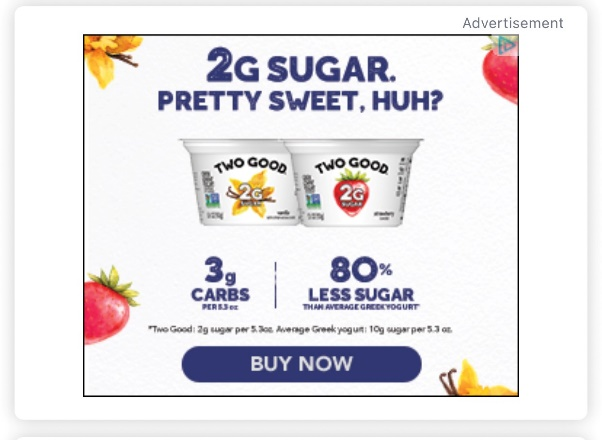 Advertisement
2G SUGAR.
PRETTY SWEET, HUH?
TWO GOOD.
2G
SUGAR
vanilla
TWO GOOD.
2G
SUGAR
strawberry
3g
CARBS
PER 5.3 oz
80%
LESS SUGAR
THAN AVERAGE GREEK YOGURT*
*Two Good: 2g sugar per 5.3oz. Average Greek yogurt: 10g sugar per 5.3 oz.
BUY NOW